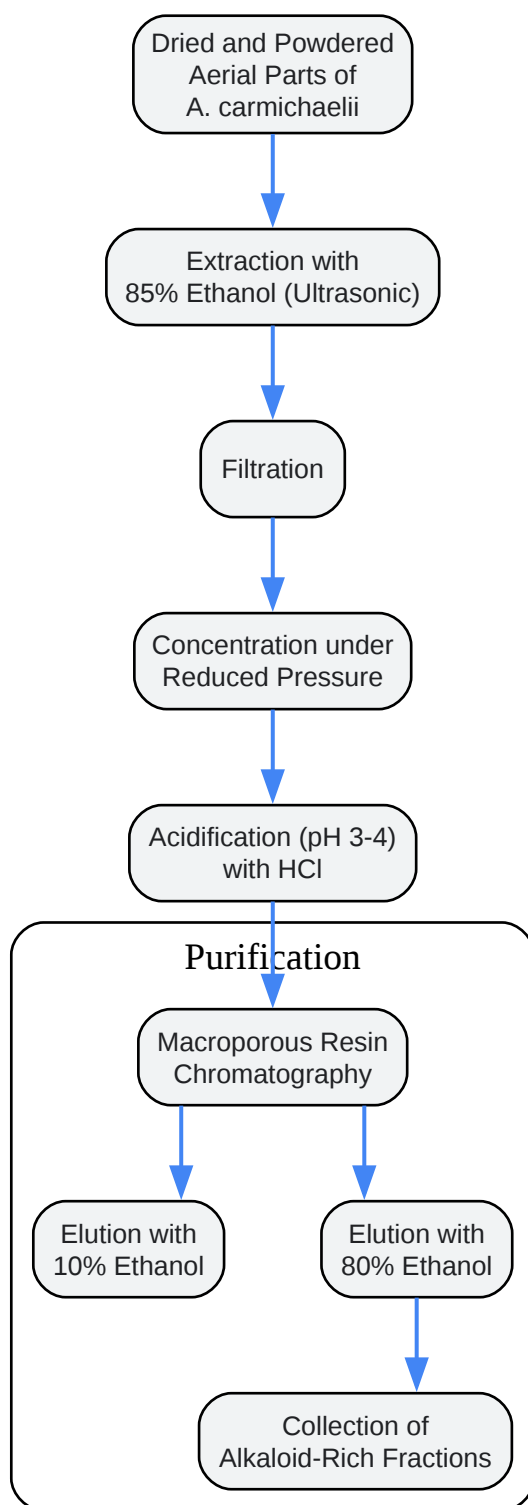 Dried and Powdered
Aerial Parts of
A. carmichaelii
Extraction with
85% Ethanol (Ultrasonic)
Filtration
Concentration under
Reduced Pressure
Acidification (pH 3-4)
with HCl
Purification
Macroporous Resin
Chromatography
Elution with
10% Ethanol
Elution with
80% Ethanol
Collection of
Alkaloid-Rich Fractions